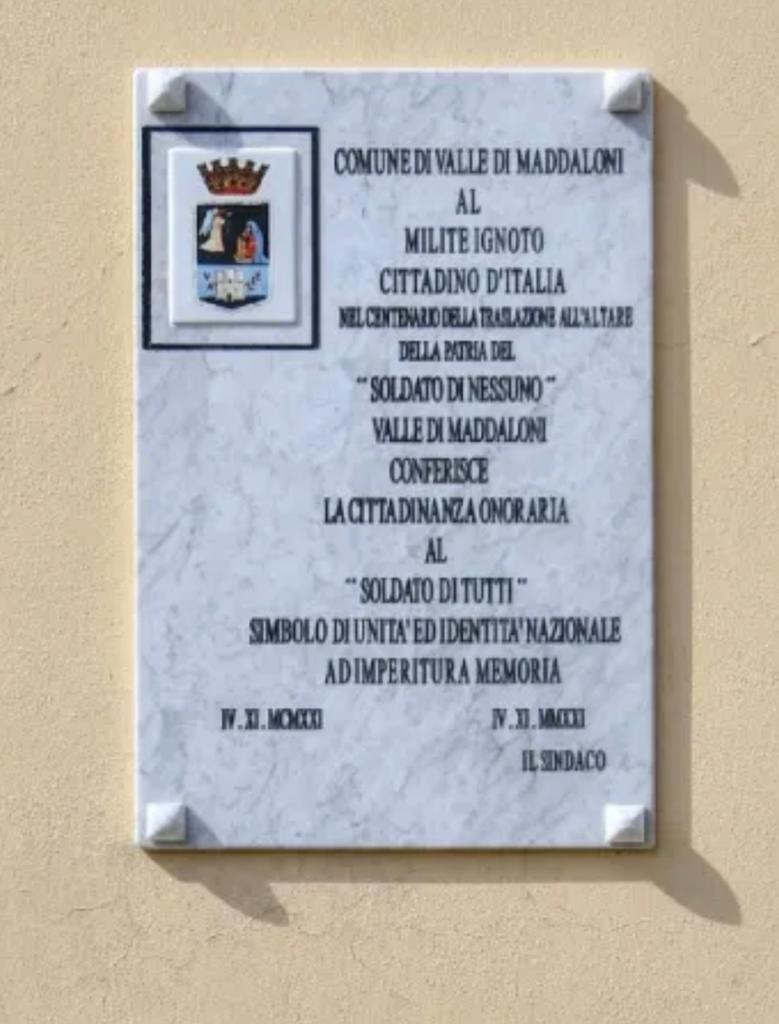 COMUNE DI VALLE DI MADDALONI
AL
MILITE IGNOTO
CITTADINO D'ITALIA
NEL CENTENARIO DELLA TRASLAZIONE ALL'ALTARE
DELLA PATRIA DEL
"SOLDATO DI NESSUNO"
VALLE DI MADDALONI
CONFERISCE
LA CITTADINANZA ONORARIA
AL
"SOLDATO DI TUTTI"
SIMBOLO DI UNITA' ED IDENTITA' NAZIONALE
AD IMPERITURA MEMORIA
IV . XI . MCMXXI IV . XI . MMXXI
IL SINDACO